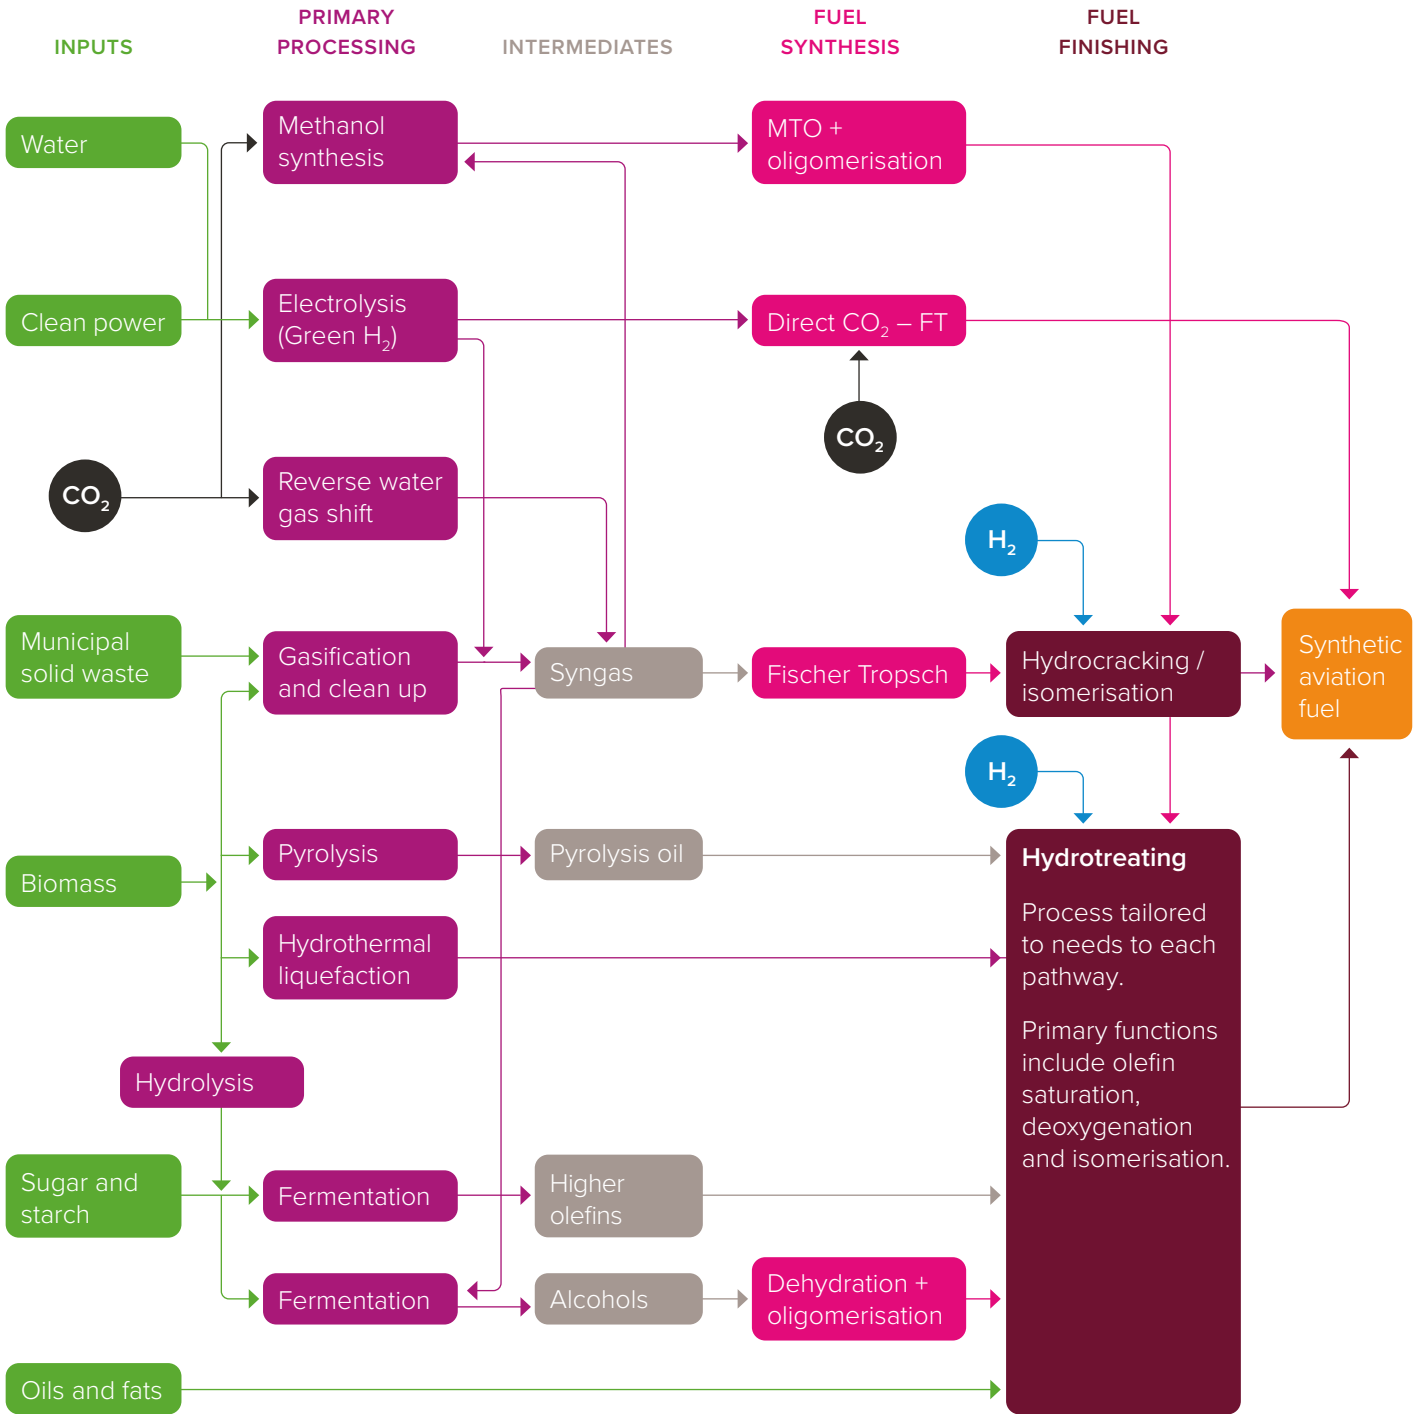 INPUTS
PRIMARY
PROCESSING
INTERMEDIATES
FUEL
SYNTHESIS
FUEL
FINISHING
Water
Methanol
synthesis
MTO +
oligomerisation
Clean power
Electrolysis
(Green H₂)
Direct CO₂ – FT
CO₂
CO₂
Reverse water
gas shift
H₂
Municipal
solid waste
Gasification
and clean up
Syngas
Fischer Tropsch
Hydrocracking /
isomerisation
Synthetic
aviation
fuel
H₂
Biomass
Pyrolysis
Pyrolysis oil
Hydrothermal
liquefaction
Hydrotreating
Process tailored
to needs to each
pathway.
Primary functions
include olefin
saturation,
deoxygenation
and isomerisation.
Hydrolysis
Sugar and
starch
Fermentation
Higher
olefins
Fermentation
Alcohols
Dehydration +
oligomerisation
Oils and fats